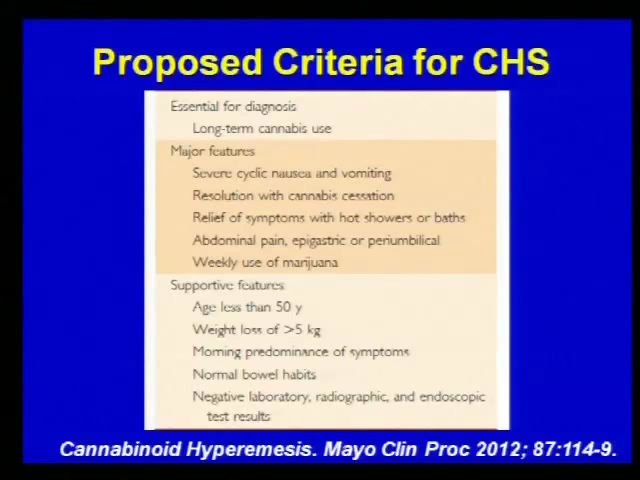 Proposed Criteria for CHS
Essential for diagnosis
Long-term cannabis use
Major features
Severe cyclic nausea and vomiting
Resolution with cannabis cessation
Relief of symptoms with hot showers or baths
Abdominal pain, epigastric or periumbilical
Weekly use of marijuana
Supportive features
Age less than 50 y
Weight loss of >5 kg
Morning predominance of symptoms
Normal bowel habits
Negative laboratory, radiographic, and endoscopic
test results
Cannabinoid Hyperemesis. Mayo Clin Proc 2012; 87:114-9.